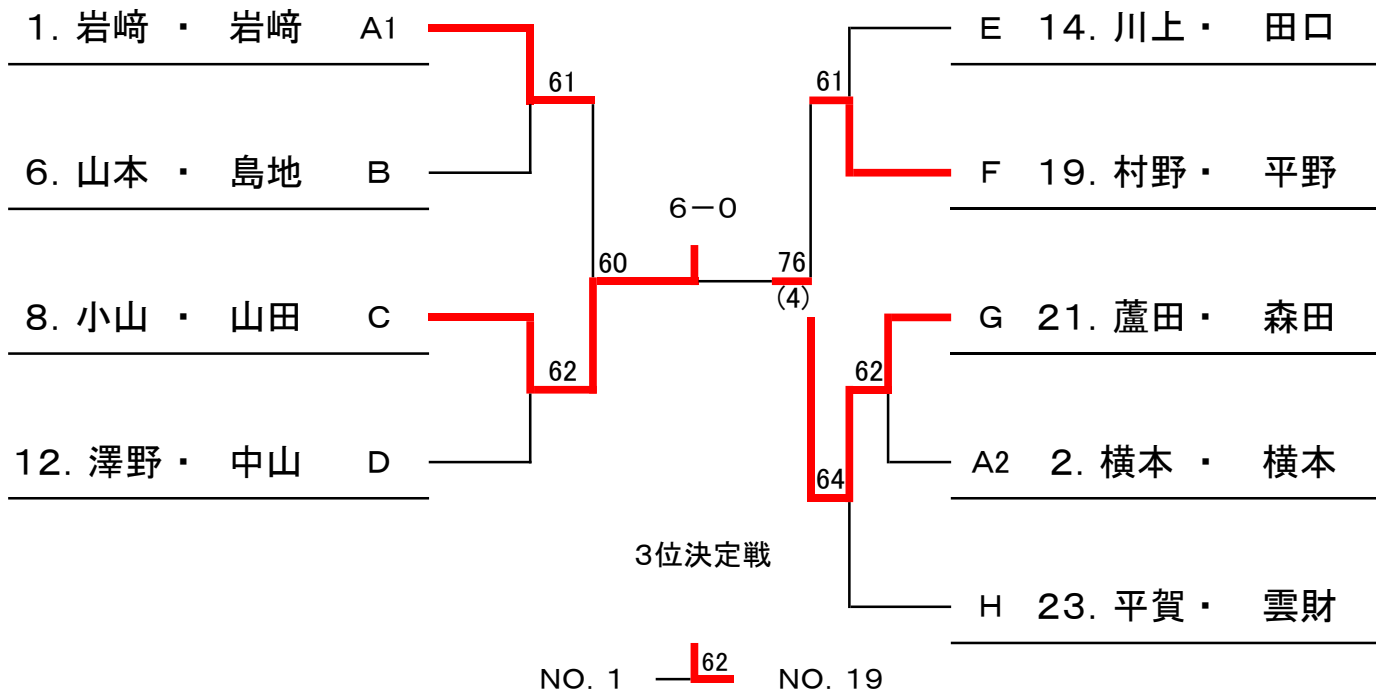 1. 岩﨑 ・ 岩﨑 A1
E 14. 川上・ 田口
61
61
6. 山本 ・ 島地 B
F 19. 村野・ 平野
6－0
60
76
(4)
8. 小山 ・ 山田 C
G 21. 蘆田・ 森田
62
62
12. 澤野・ 中山 D
A2 2. 横本 ・ 横本
64
3位決定戦
H 23. 平賀・ 雲財
NO. 1 62 NO. 19